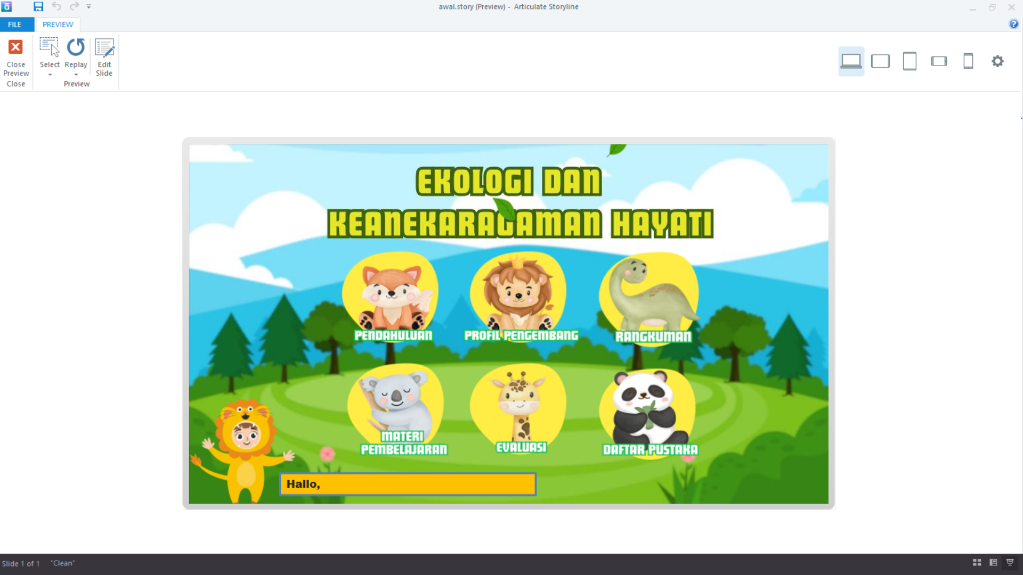 awal.story (Preview) - Articulate Storyline
FILE
PREVIEW
Close
Preview
Select
Replay
Edit
Slide
Close
Preview
EKOLOGI DAN
KEANEKARAGAMAN HAYATI
PENDAHULUAN
PROFIL PENGEMBANG
RANGKUMAN
MATERI
PEMBELAJARAN
EVALUASI
DAFTAR PUSTAKA
Hallo,
Slide 1 of 1
"Clean"